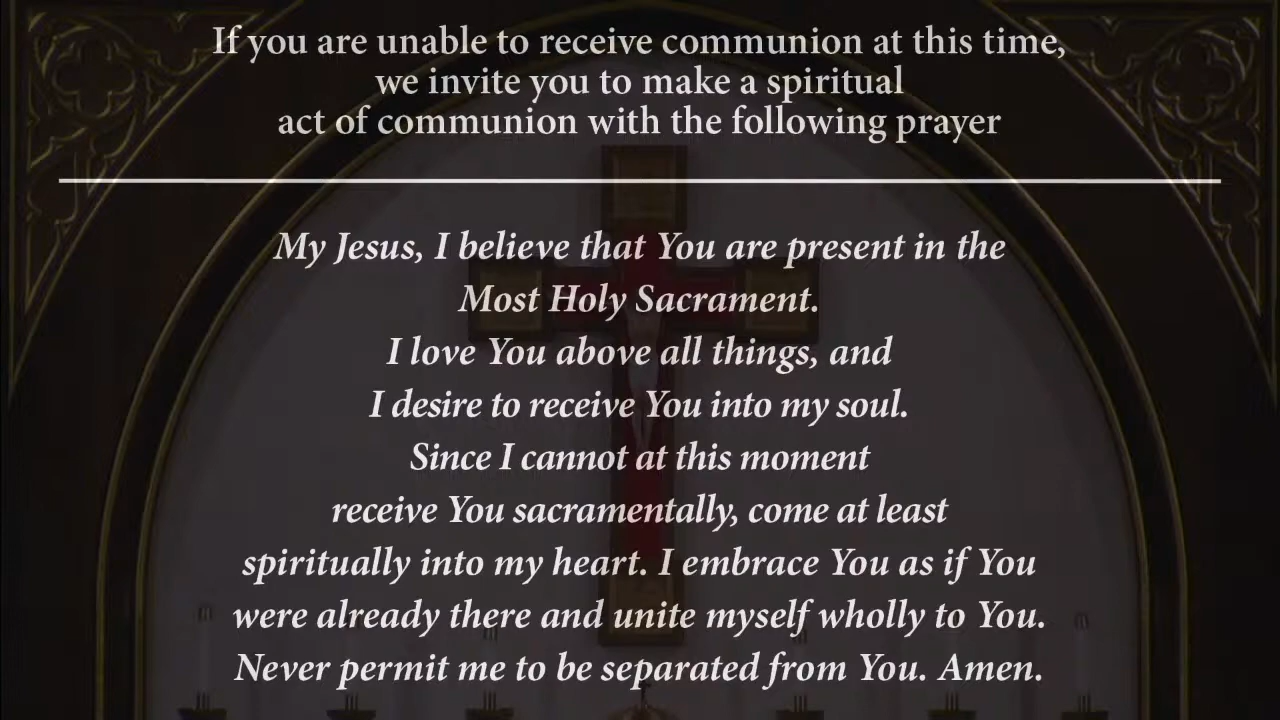 If you are unable to receive communion at this time,
we invite you to make a spiritual
act of communion with the following prayer
My Jesus, I believe that You are present in the
Most Holy Sacrament.
I love You above all things, and
I desire to receive You into my soul.
Since I cannot at this moment
receive You sacramentally, come at least
spiritually into my heart. I embrace You as if You
were already there and unite myself wholly to You.
Never permit me to be separated from You. Amen.